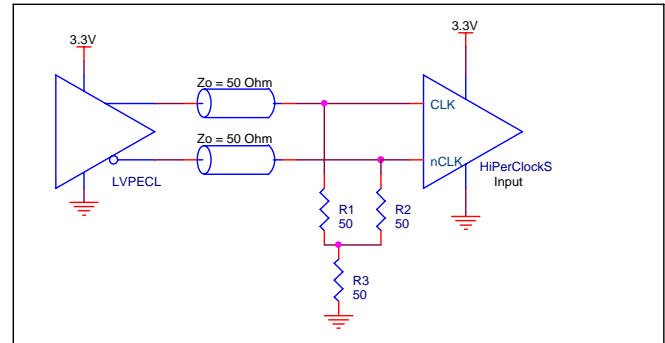 3.3V
3.3V
Zo = 50 Ohm
CLK
Zo = 50 Ohm
nCLK
LVPECL
HiPerClockS
Input
R1
50
R2
50
R3
50